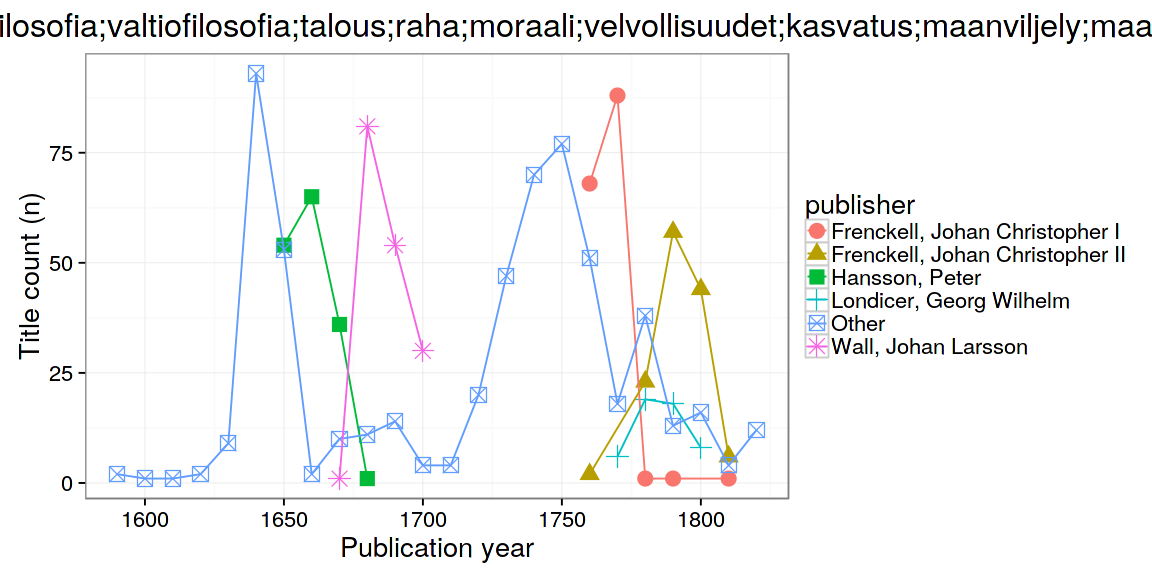 ilosofia;valtiofilosofia;talous;raha;moraali;velvollisuudet;kasvatus;maanviljely;maa
75
50
25
0
Title count (n)
1600 1650 1700 1750 1800
Publication year
publisher
Frenckell, Johan Christopher I
Frenckell, Johan Christopher II
Hansson, Peter
Londicer, Georg Wilhelm
Other
Wall, Johan Larsson